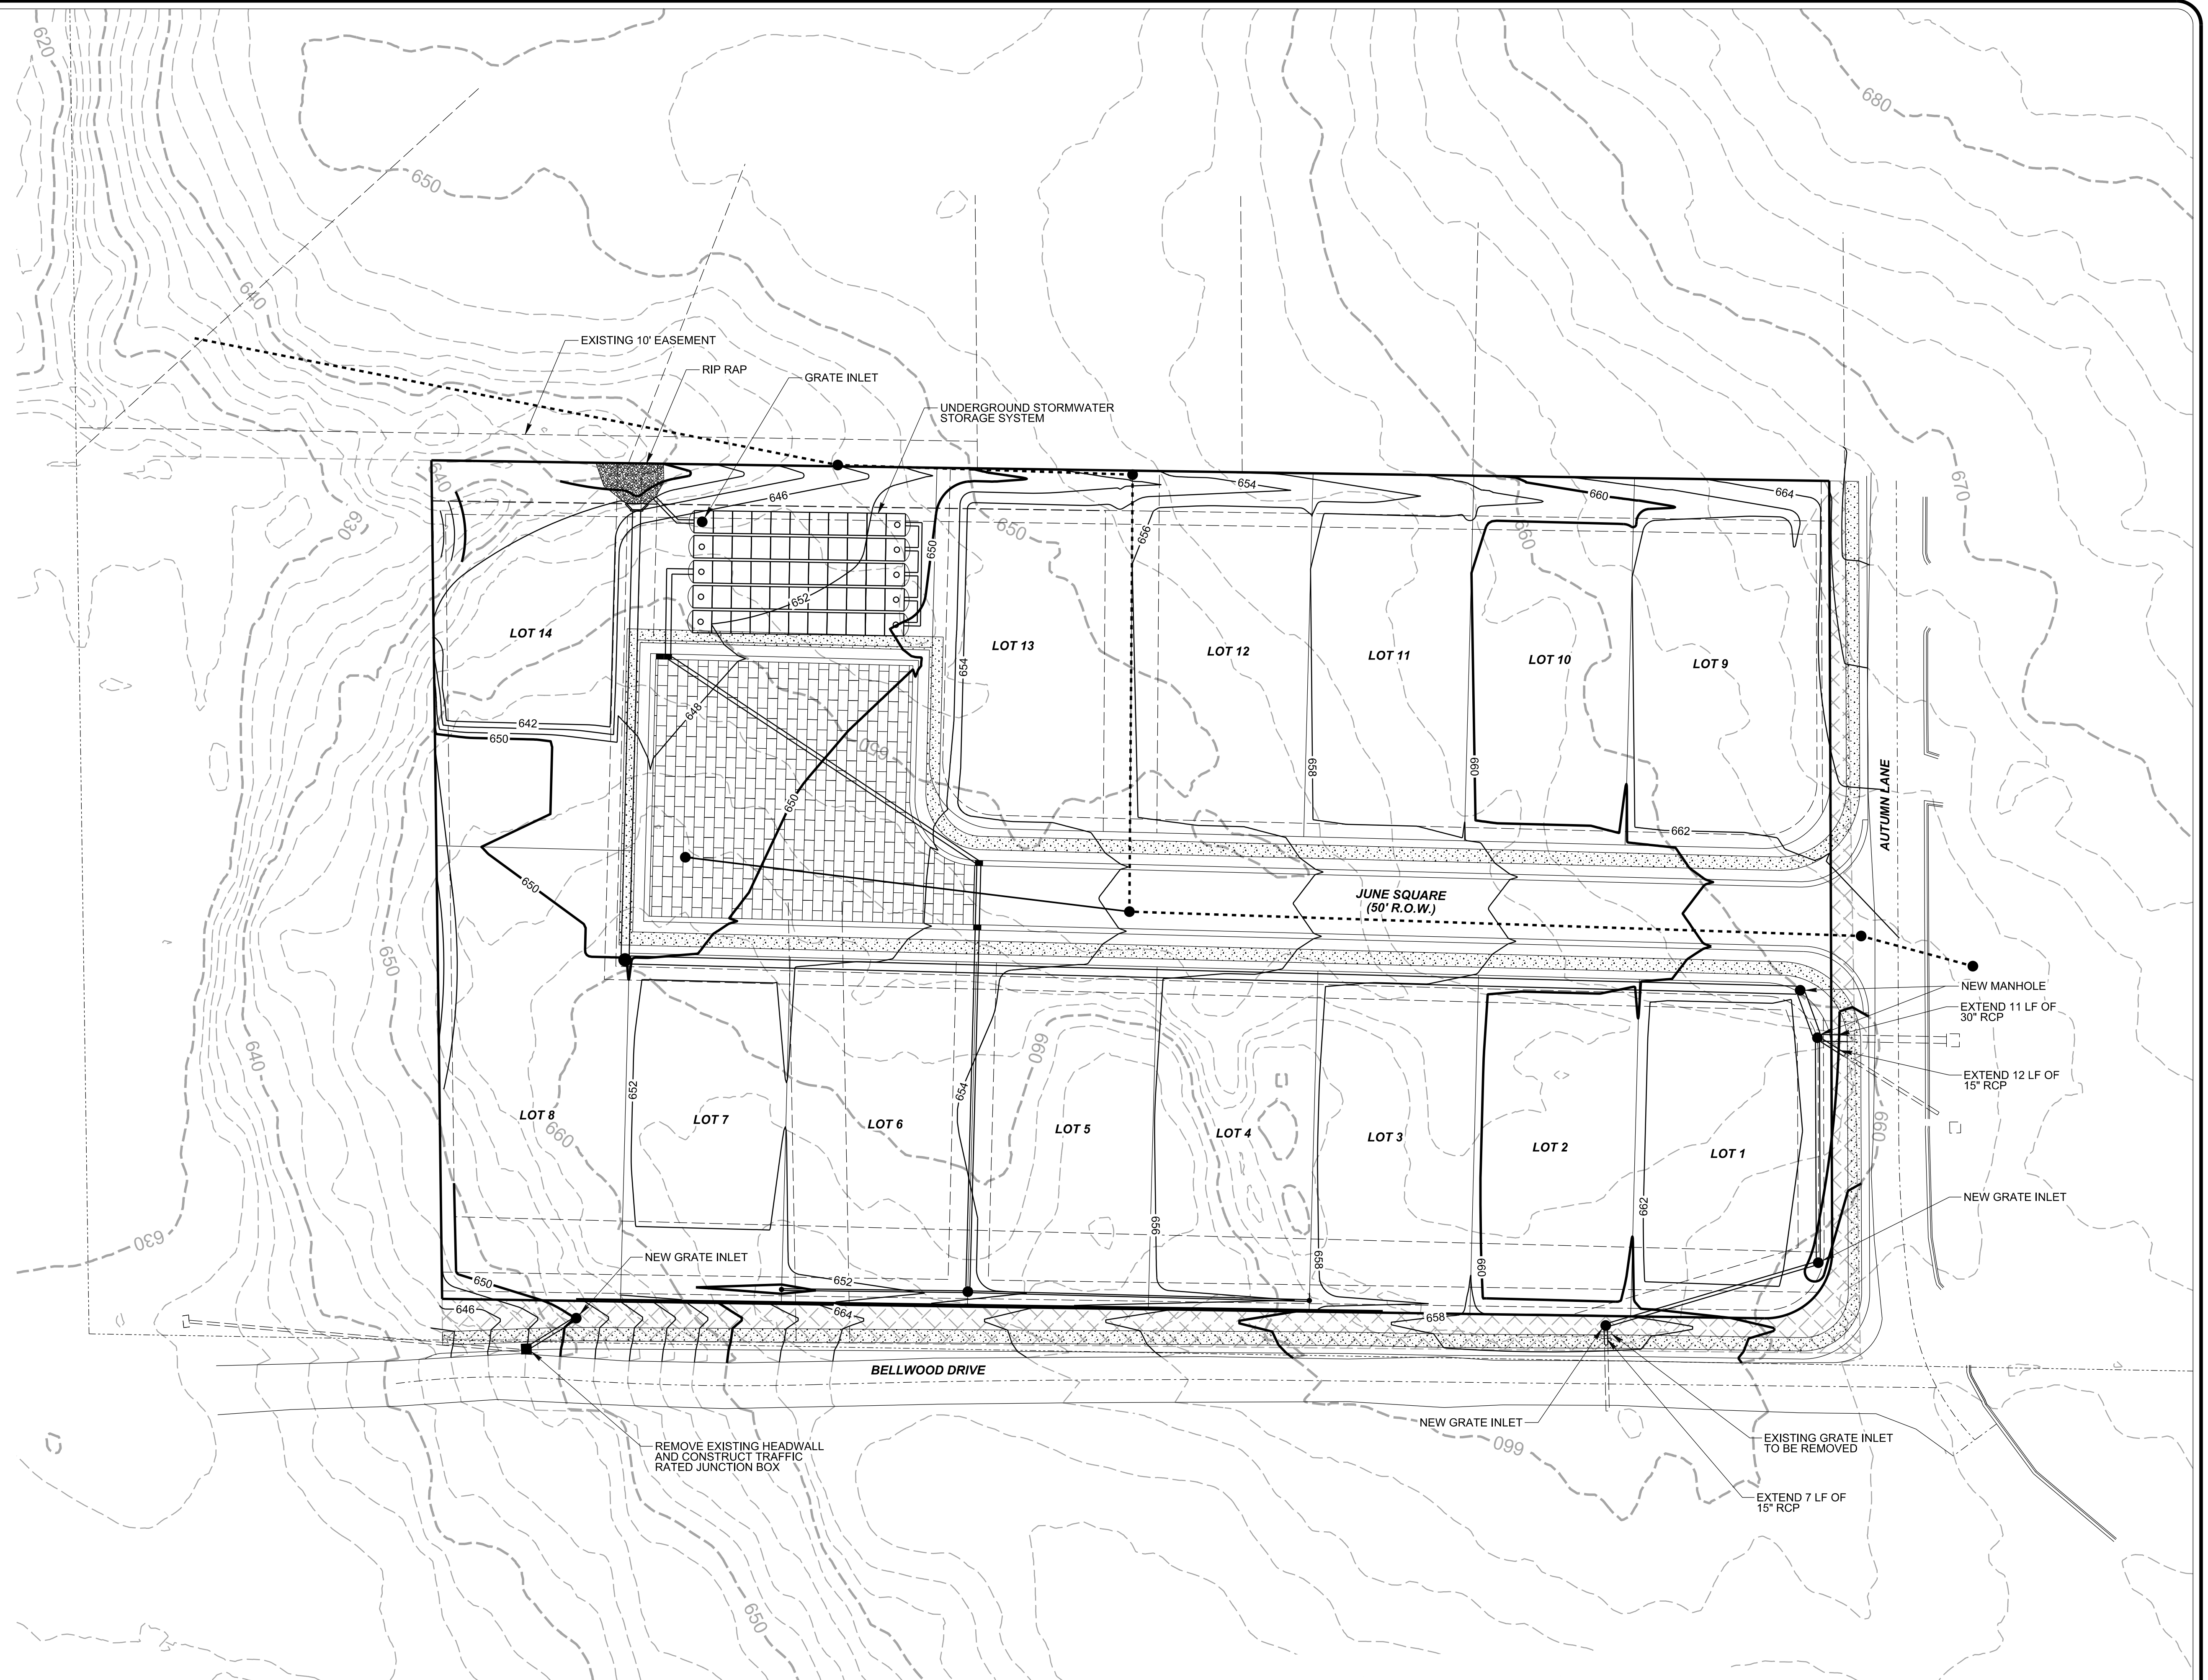 620
680
650
640
EXISTING 10' EASEMENT
RIP RAP
GRATE INLET
UNDERGROUND STORMWATER
STORAGE SYSTEM
640
630
646
650
650
654
656
660
660
664
670
652
LOT 14
LOT 13
LOT 12
LOT 11
LOT 10
LOT 9
654
642
650
648
650
650
658
660
662
AUTUMN LANE
650
JUNE SQUARE
(50' R.O.W.)
650
640
NEW MANHOLE
EXTEND 11 LF OF
30" RCP
EXTEND 12 LF OF
15" RCP
660
660
652
654
LOT 8
660
LOT 7
LOT 6
LOT 5
LOT 4
LOT 3
LOT 2
LOT 1
NEW GRATE INLET
656
658
660
662
630
NEW GRATE INLET
650
652
646
664
658
BELLWOOD DRIVE
NEW GRATE INLET
660
EXISTING GRATE INLET
TO BE REMOVED
REMOVE EXISTING HEADWALL
AND CONSTRUCT TRAFFIC
RATED JUNCTION BOX
EXTEND 7 LF OF
15" RCP
650